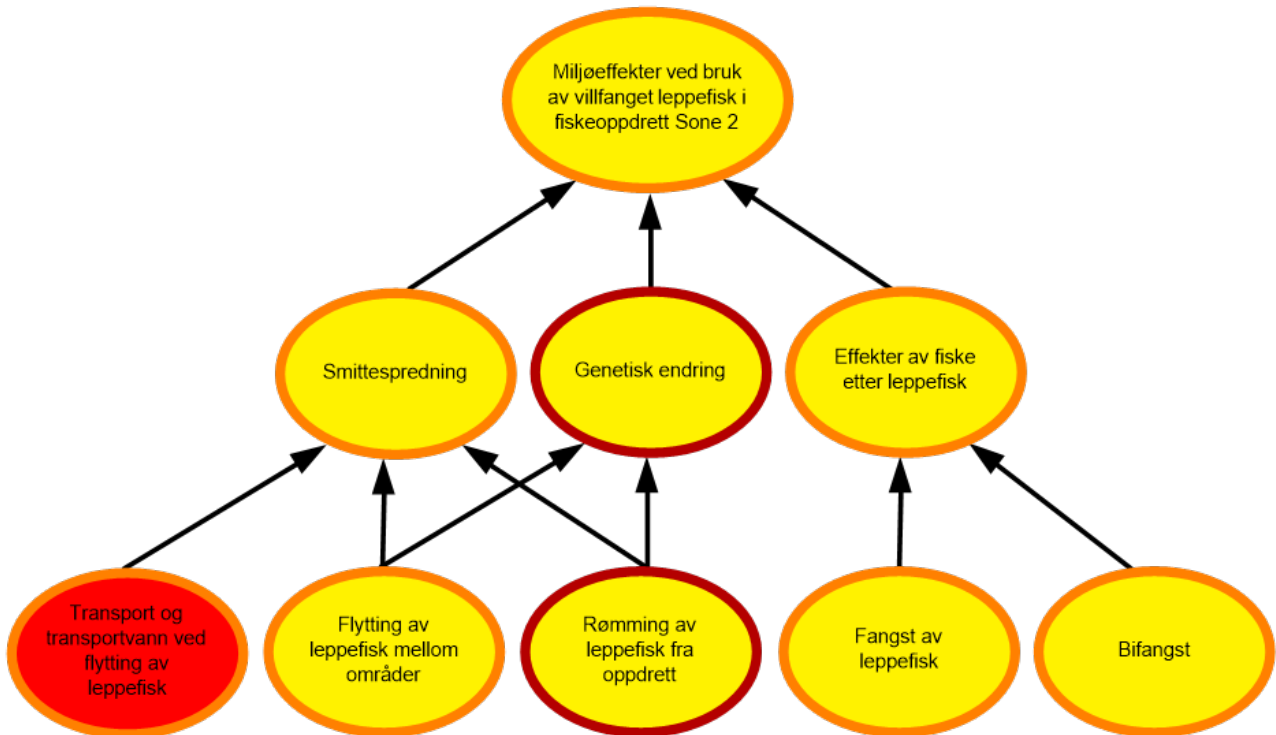 Miljøeffekter ved bruk
av villfanget leppefisk i
fiskeoppdrett Sone 2
Smittespredning
Genetisk endring
Effekter av fiske
etter leppefisk
Transport og
transportvann ved
flytting av
leppefisk
Flytting av
leppefisk mellom
områder
Rømming av
leppefisk fra
oppdrett
Fangst av
leppefisk
Bifangst